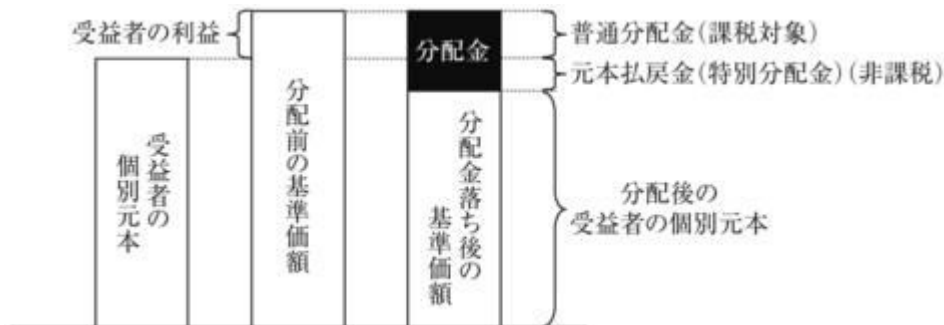 受益者の利益
分配金
普通分配金(課税対象)
元本払戻金(特別分配金)(非課税)
受益者の
個別元本
分配前の基準価額
分配金落ち後の
基準価額
分配後の
受益者の個別元本